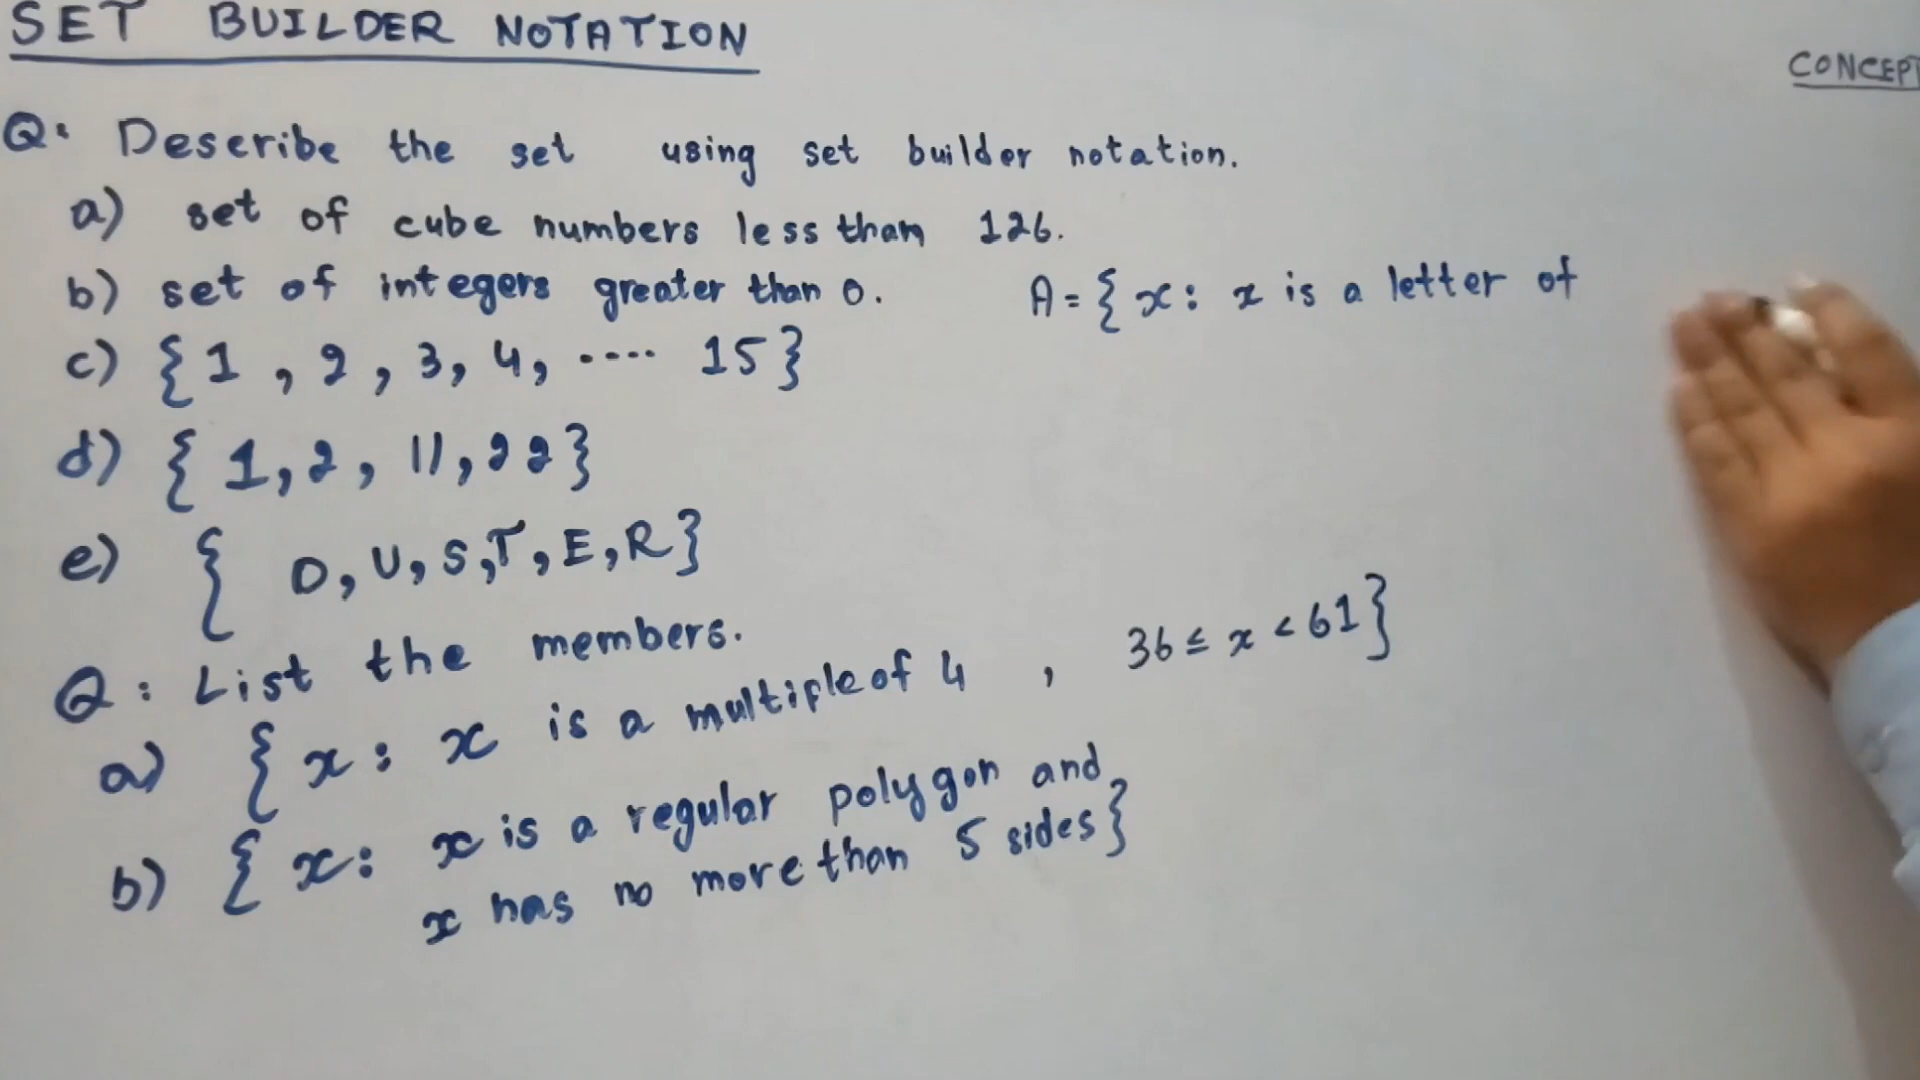 SET BUILDER NOTATION
CONCEPT
Q: Describe the set using set builder notation.
a) set of cube numbers less than 126.
b) set of integers greater than 0.
A = { x: x is a letter of
c) {1, 2, 3, 4, .... 15}
d) {1, 2, 11, 22}
e) { D, U, S, T, E, R}
Q: List the members.
a) { x: x is a multiple of 4 , 36 ≤ x < 61}
b) { x: x is a regular polygon and
x has no more than 5 sides}